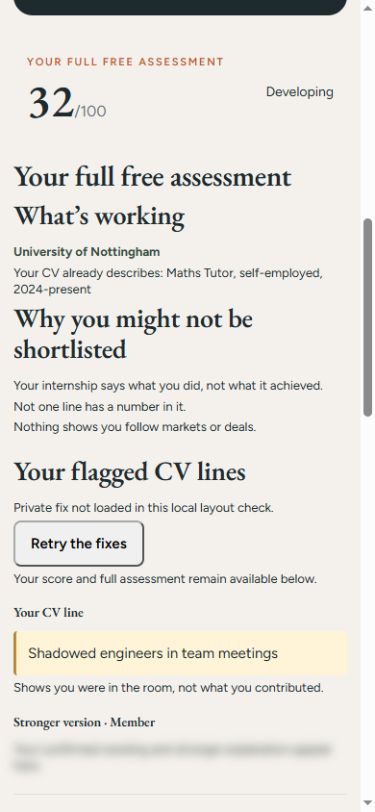 YOUR FULL FREE ASSESSMENT
32/100
Developing
Your full free assessment
What's working
University of Nottingham
Your CV already describes: Maths Tutor, self-employed,
2024-present
Why you might not be
shortlisted
Your internship says what you did, not what it achieved.
Not one line has a number in it.
Nothing shows you follow markets or deals.
Your flagged CV lines
Private fix not loaded in this local layout check.
Retry the fixes
Your score and full assessment remain available below.
Your CV line
Shadowed engineers in team meetings
Shows you were in the room, not what you contributed.
Stronger version · Member